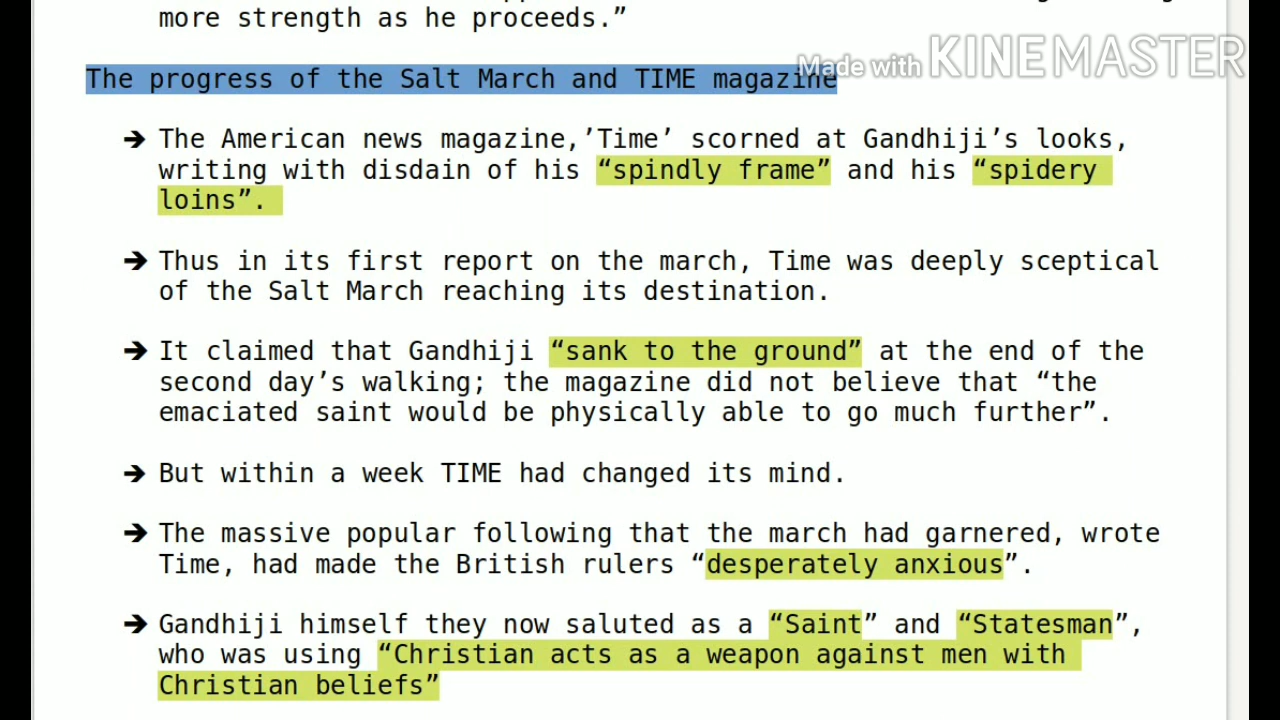 more strength as he proceeds.”
Made with KINEMASTER
The progress of the Salt March and TIME magazine
➔ The American news magazine,’Time’ scorned at Gandhiji’s looks,
writing with disdain of his “spindly frame” and his “spidery
loins”.
➔ Thus in its first report on the march, Time was deeply sceptical
of the Salt March reaching its destination.
➔ It claimed that Gandhiji “sank to the ground” at the end of the
second day’s walking; the magazine did not believe that “the
emaciated saint would be physically able to go much further”.
➔ But within a week TIME had changed its mind.
➔ The massive popular following that the march had garnered, wrote
Time, had made the British rulers “desperately anxious”.
➔ Gandhiji himself they now saluted as a “Saint” and “Statesman”,
who was using “Christian acts as a weapon against men with
Christian beliefs”